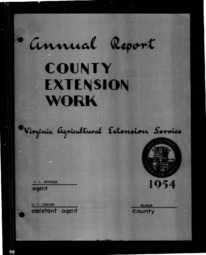 Annual Report
COUNTY
EXTENSION
WORK
Virginia Agricultural Extension Service
1954
agent
assistant agent
county